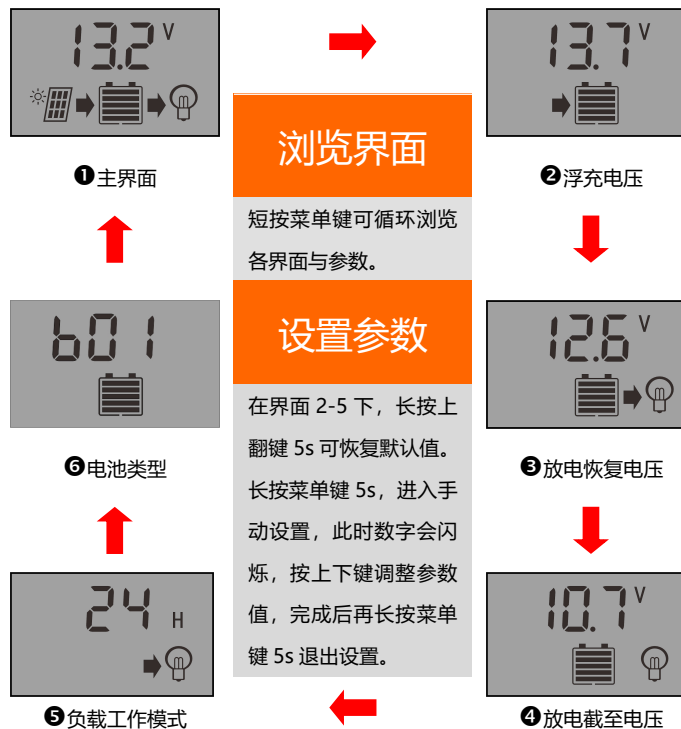 13.2 V
❶主界面
13.7 V
❷浮充电压
浏览界面
短按菜单键可循环浏览
各界面与参数。
设置参数
在界面 2-5 下，长按上
翻键 5s 可恢复默认值。
长按菜单键 5s，进入手
动设置，此时数字会闪
烁，按上下键调整参数
值，完成后再长按菜单
键 5s 退出设置。
12.6 V
❸放电恢复电压
10.7 V
❹放电截至电压
24 H
❺负载工作模式
b01
❻电池类型